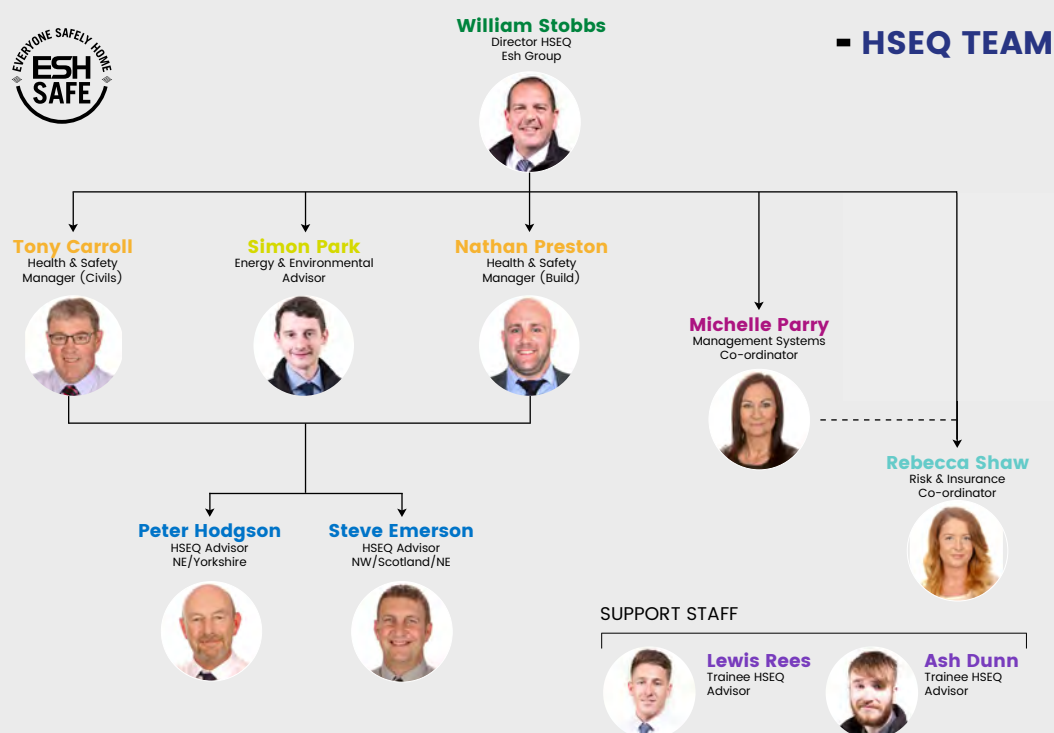 EVERYONE SAFELY HOME
ESH
SAFE
- HSEQ TEAM
William Stobbs
Director HSEQ
Esh Group
Tony Carroll
Health & Safety
Manager (Civils)
Simon Park
Energy & Environmental
Advisor
Nathan Preston
Health & Safety
Manager (Build)
Michelle Parry
Management Systems
Co-ordinator
Rebecca Shaw
Risk & Insurance
Co-ordinator
Peter Hodgson
HSEQ Advisor
NE/Yorkshire
Steve Emerson
HSEQ Advisor
NW/Scotland/NE
SUPPORT STAFF
Lewis Rees
Trainee HSEQ
Advisor
Ash Dunn
Trainee HSEQ
Advisor